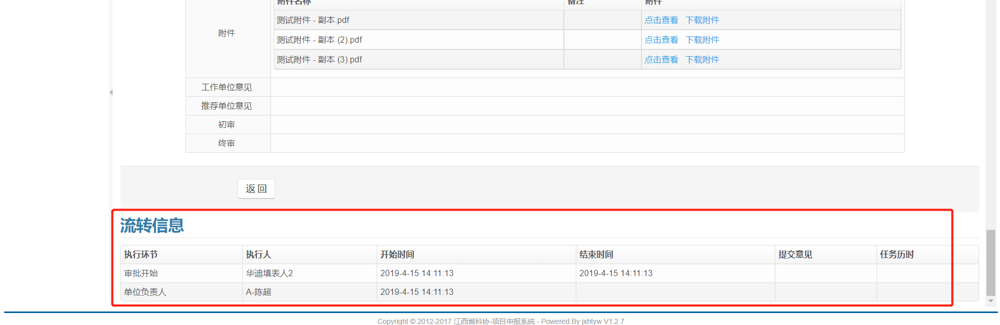 附件名称 备注 附件
测试附件 - 副本.pdf 点击查看 下载附件
附件
测试附件 - 副本 (2).pdf 点击查看 下载附件
测试附件 - 副本 (3).pdf 点击查看 下载附件
工作单位意见
推荐单位意见
初审
终审
返 回
流转信息
执行环节 执行人 开始时间 结束时间 提交意见 任务历时
审批开始 华迪填表人2 2019-4-15 14:11:13 2019-4-15 14:11:13
单位负责人 A-陈超 2019-4-15 14:11:13
Copyright © 2012-2017 江西省科协-项目申报系统 - Powered By jxhtyw V1.2.7